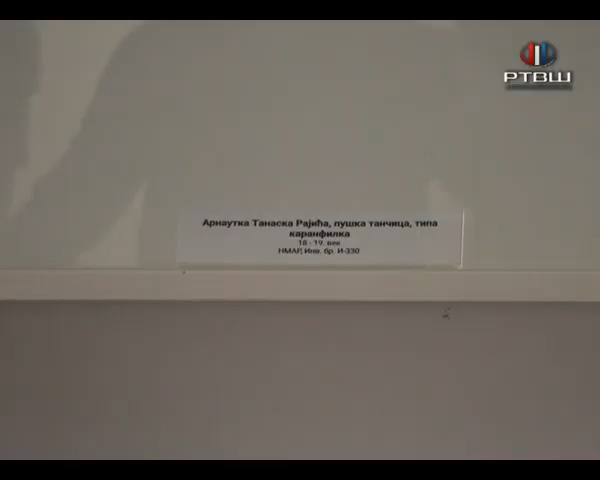 РТВШ
Арнаутка Танаска Рајића, пушка танчица, типа
каранфилка
18 - 19. век
НМАР, Инв. бр. И-330